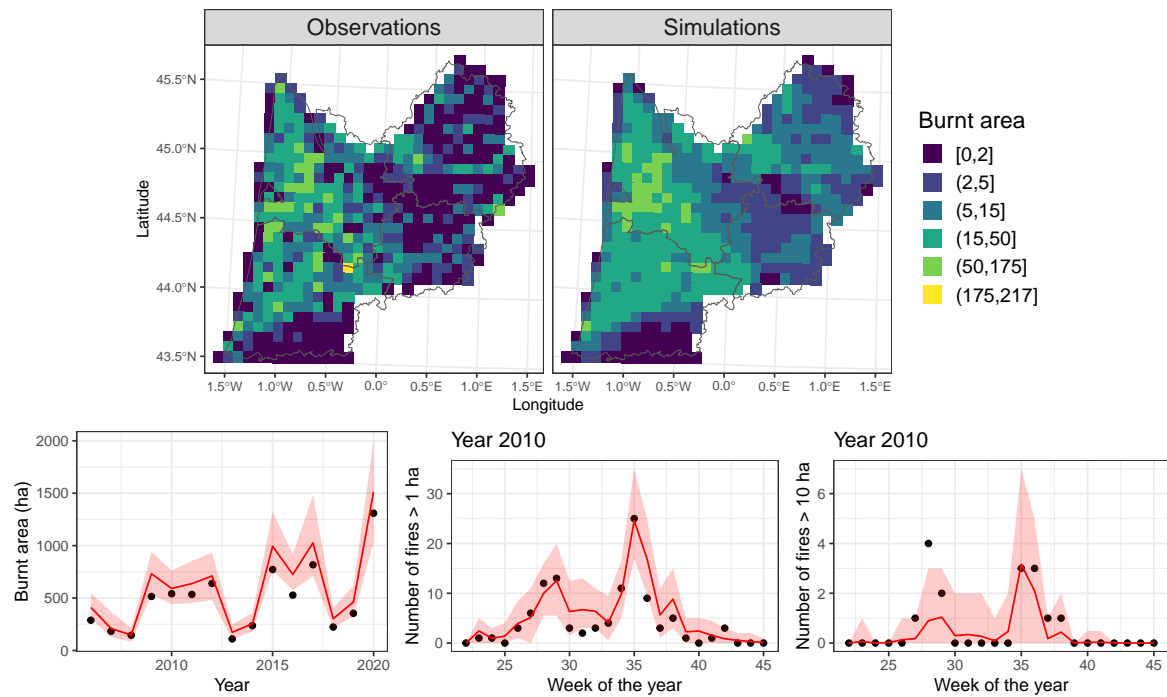 Observations
Simulations
45.5°N
45.0°N
44.5°N
44.0°N
43.5°N
Latitude
1.5°W
1.0°W
0.5°W
0.0°
0.5°E
1.0°E
1.5°E
1.5°W
1.0°W
0.5°W
0.0°
0.5°E
1.0°E
1.5°E
Longitude
Burnt area
[0,2]
(2,5]
(5,15]
(15,50]
(50,175]
(175,217]
2000
1500
1000
500
0
Burnt area (ha)
2010
2015
2020
Year
Year 2010
30
20
10
0
Number of fires > 1 ha
25
30
35
40
45
Week of the year
Year 2010
6
4
2
0
Number of fires > 10 ha
25
30
35
40
45
Week of the year